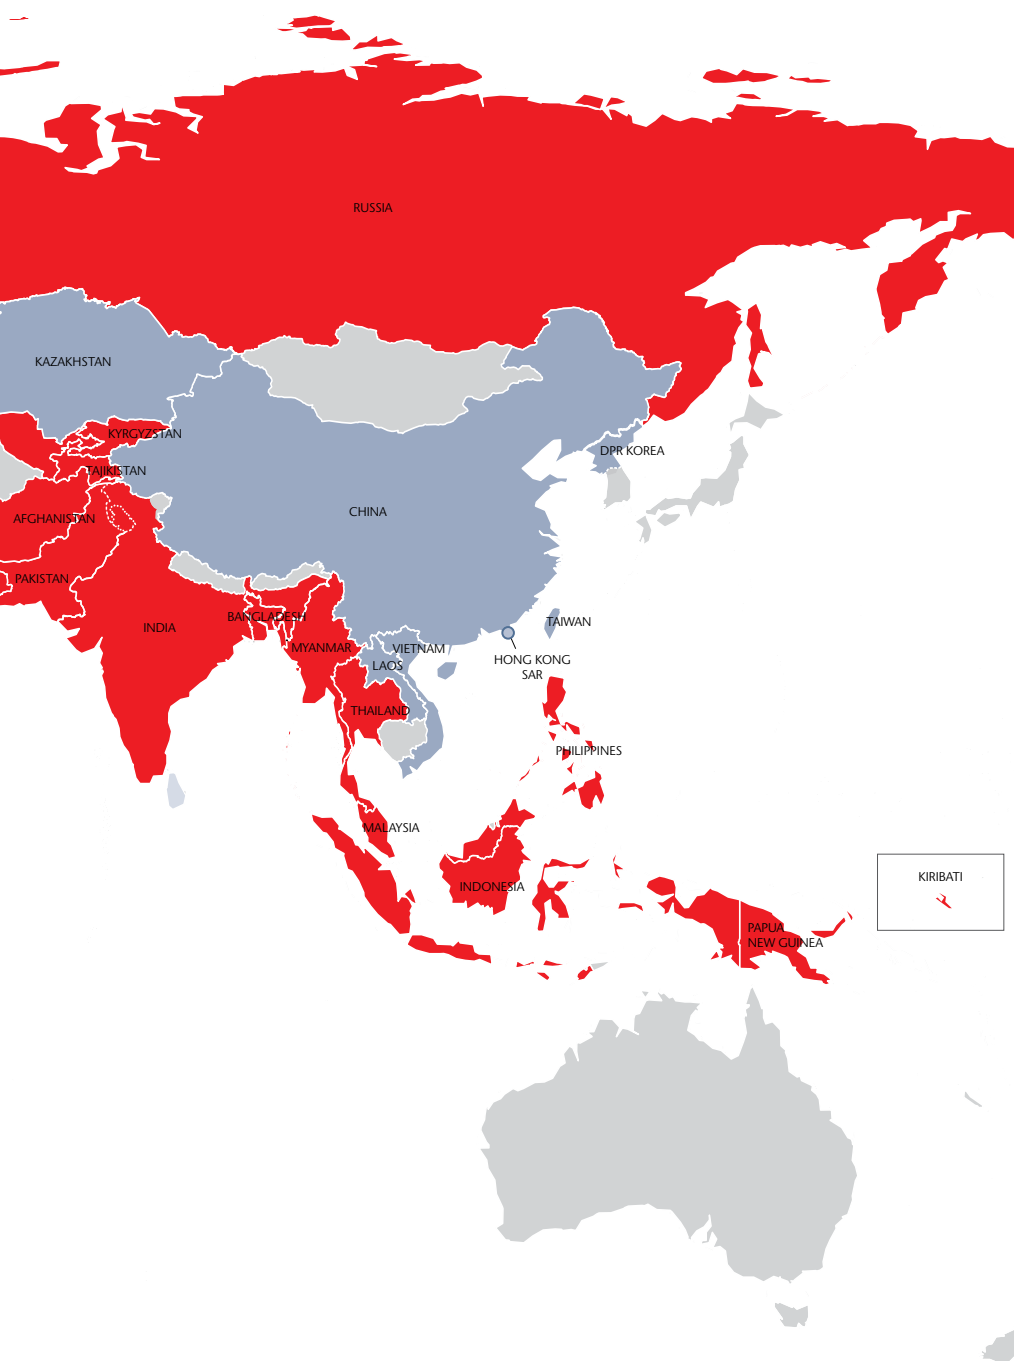 RUSSIA
KAZAKHSTAN
KYRGYZSTAN
DPR KOREA
TAJIKISTAN
CHINA
AFGHANISTAN
PAKISTAN
BANGLADESH
TAIWAN
INDIA
MYANMAR
VIETNAM
HONG KONG
SAR
LAOS
THAILAND
PHILIPPINES
MALAYSIA
KIRIBATI
INDONESIA
PAPUA
NEW GUINEA